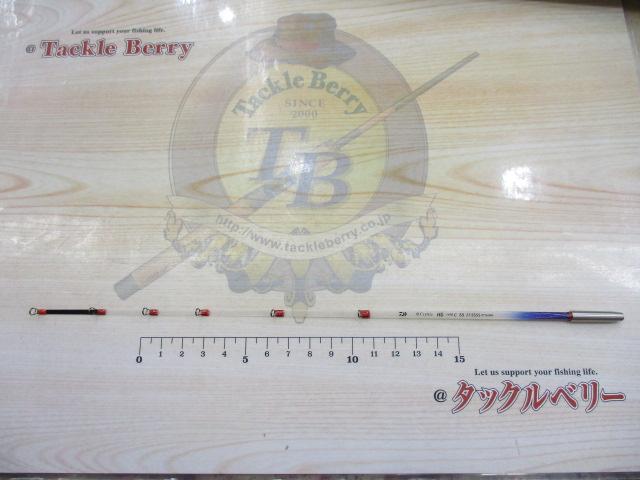 Let us support your fishing life.
@ Tackle Berry
Tackle Berry
SINCE
2000
TB
http://www.tackleberry.co.jp
0 1 2 3 4 5 6 7 8 9 10 11 12 13 14 15
Let us support your fishing life.
@ タックルベリー